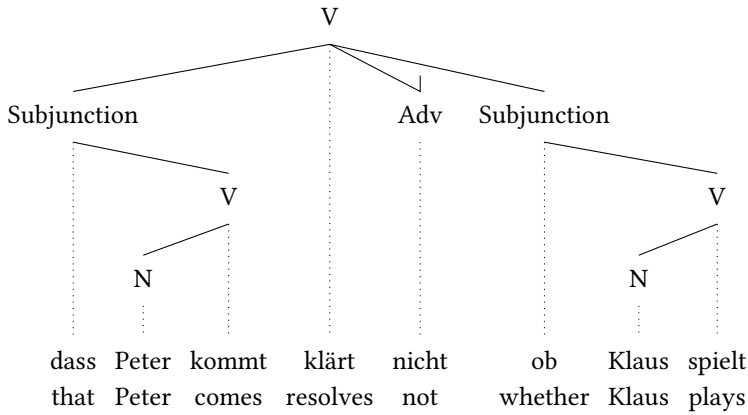 V
Subjunction Adv Subjunction
V V
N N
dass Peter kommt klärt nicht ob Klaus spielt
that Peter comes resolves not whether Klaus plays